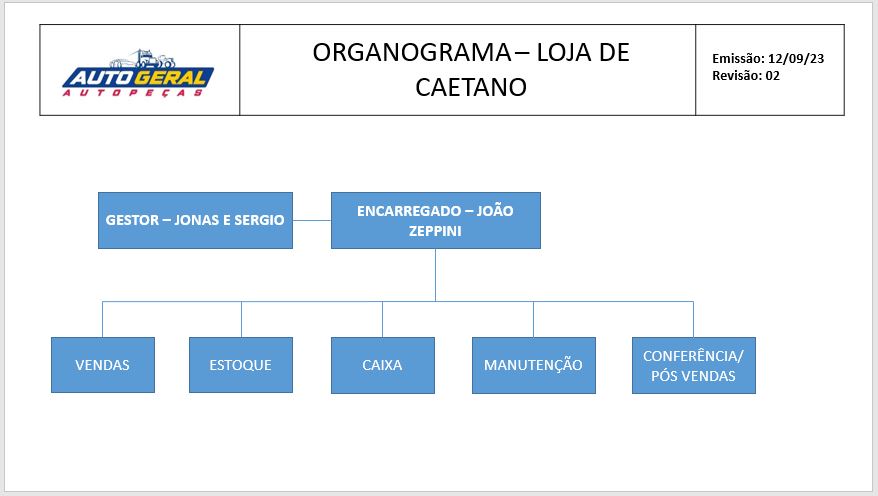 AUTO GERAL
AUTOPEÇAS
ORGANOGRAMA – LOJA DE
CAETANO
Emissão: 12/09/23
Revisão: 02
GESTOR – JONAS E SERGIO
ENCARREGADO – JOÃO
ZEPPINI
VENDAS
ESTOQUE
CAIXA
MANUTENÇÃO
CONFERÊNCIA/
PÓS VENDAS